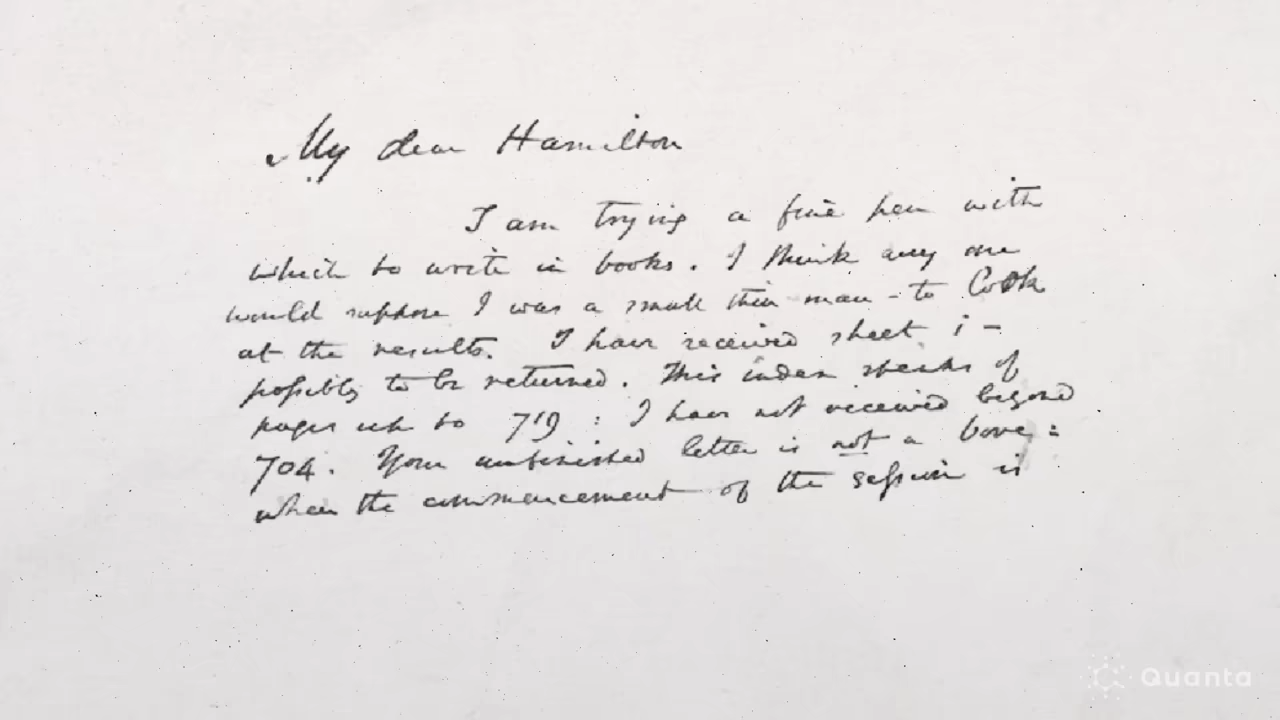 My dear Hamilton
I am trying a fine pen with
which to write in books. I think any one
would suppose I was a small thin man - to look
at the results. I have received sheet i -
possibly to be returned. This index speaks of
pages up to 719 : I have not received beyond
704. Your unfinished letter is not a bore :
when the commencement of the session is
Quanta